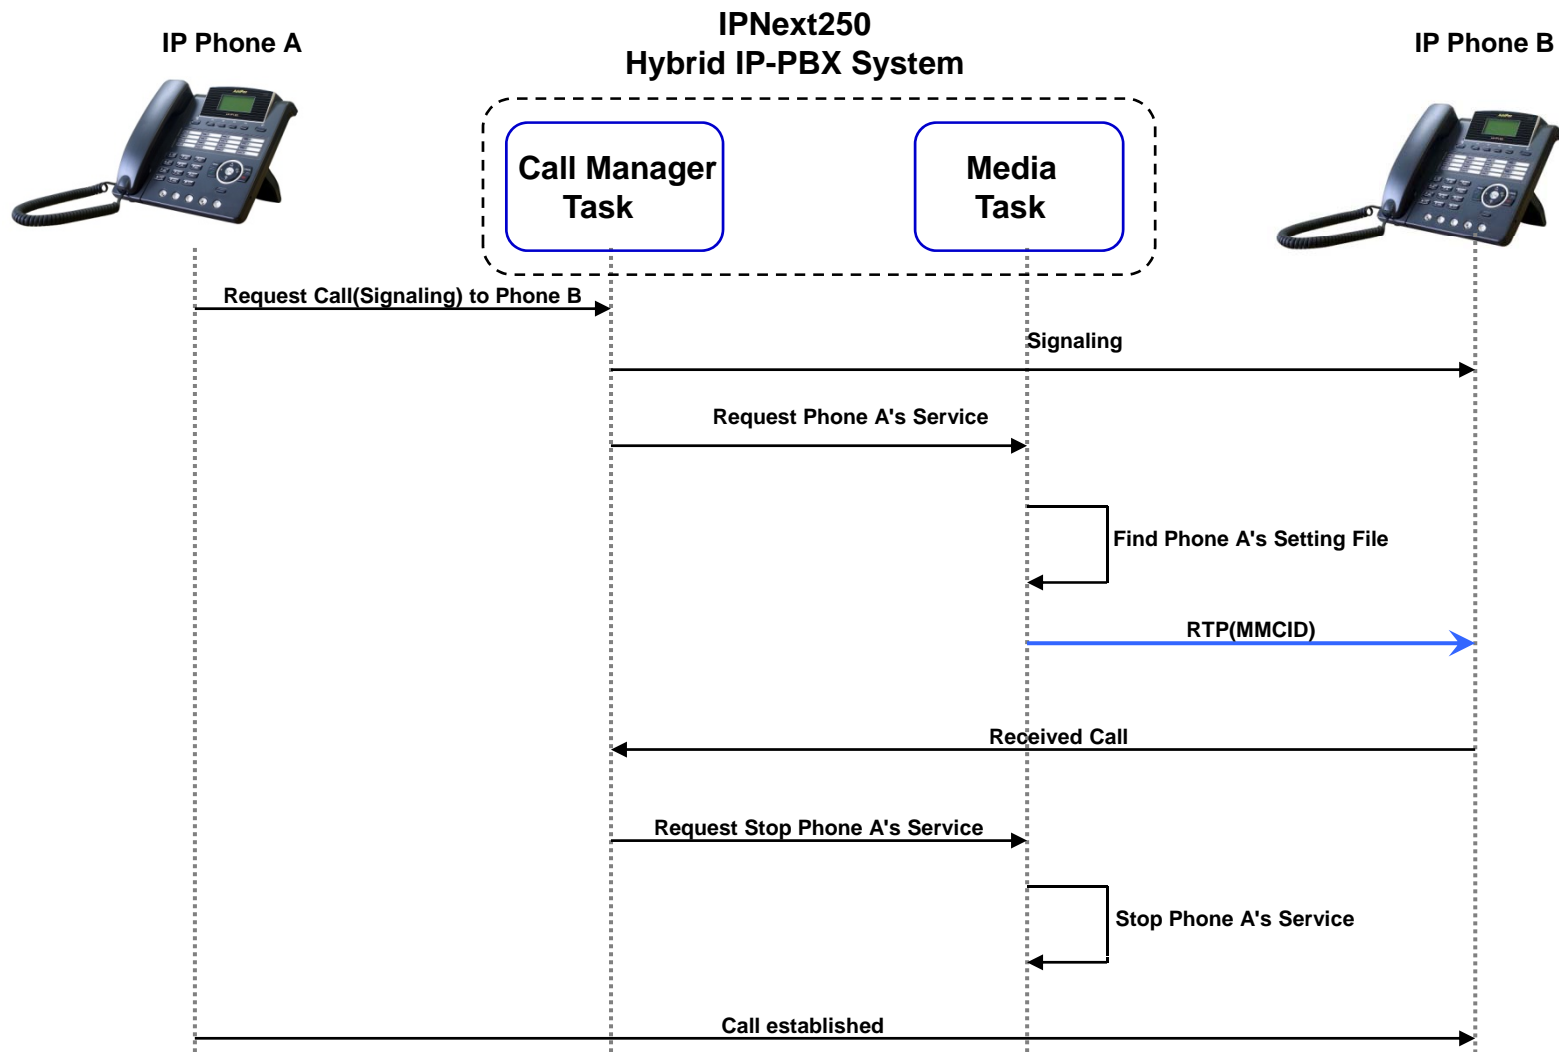 IPNext250
Hybrid IP-PBX System
IP Phone A
IP Phone B
Call Manager
Task
Media
Task
Request Call(Signaling) to Phone B
Signaling
Request Phone A's Service
Find Phone A's Setting File
RTP(MMCID)
Received Call
Request Stop Phone A's Service
Stop Phone A's Service
Call established